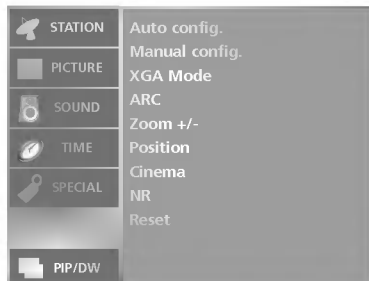 STATION
PICTURE
SOUND
TIME
SPECIAL
PIP/DW
Auto config.
Manual config.
XGA Mode
ARC
Zoom +/-
Position
Cinema
NR
Reset